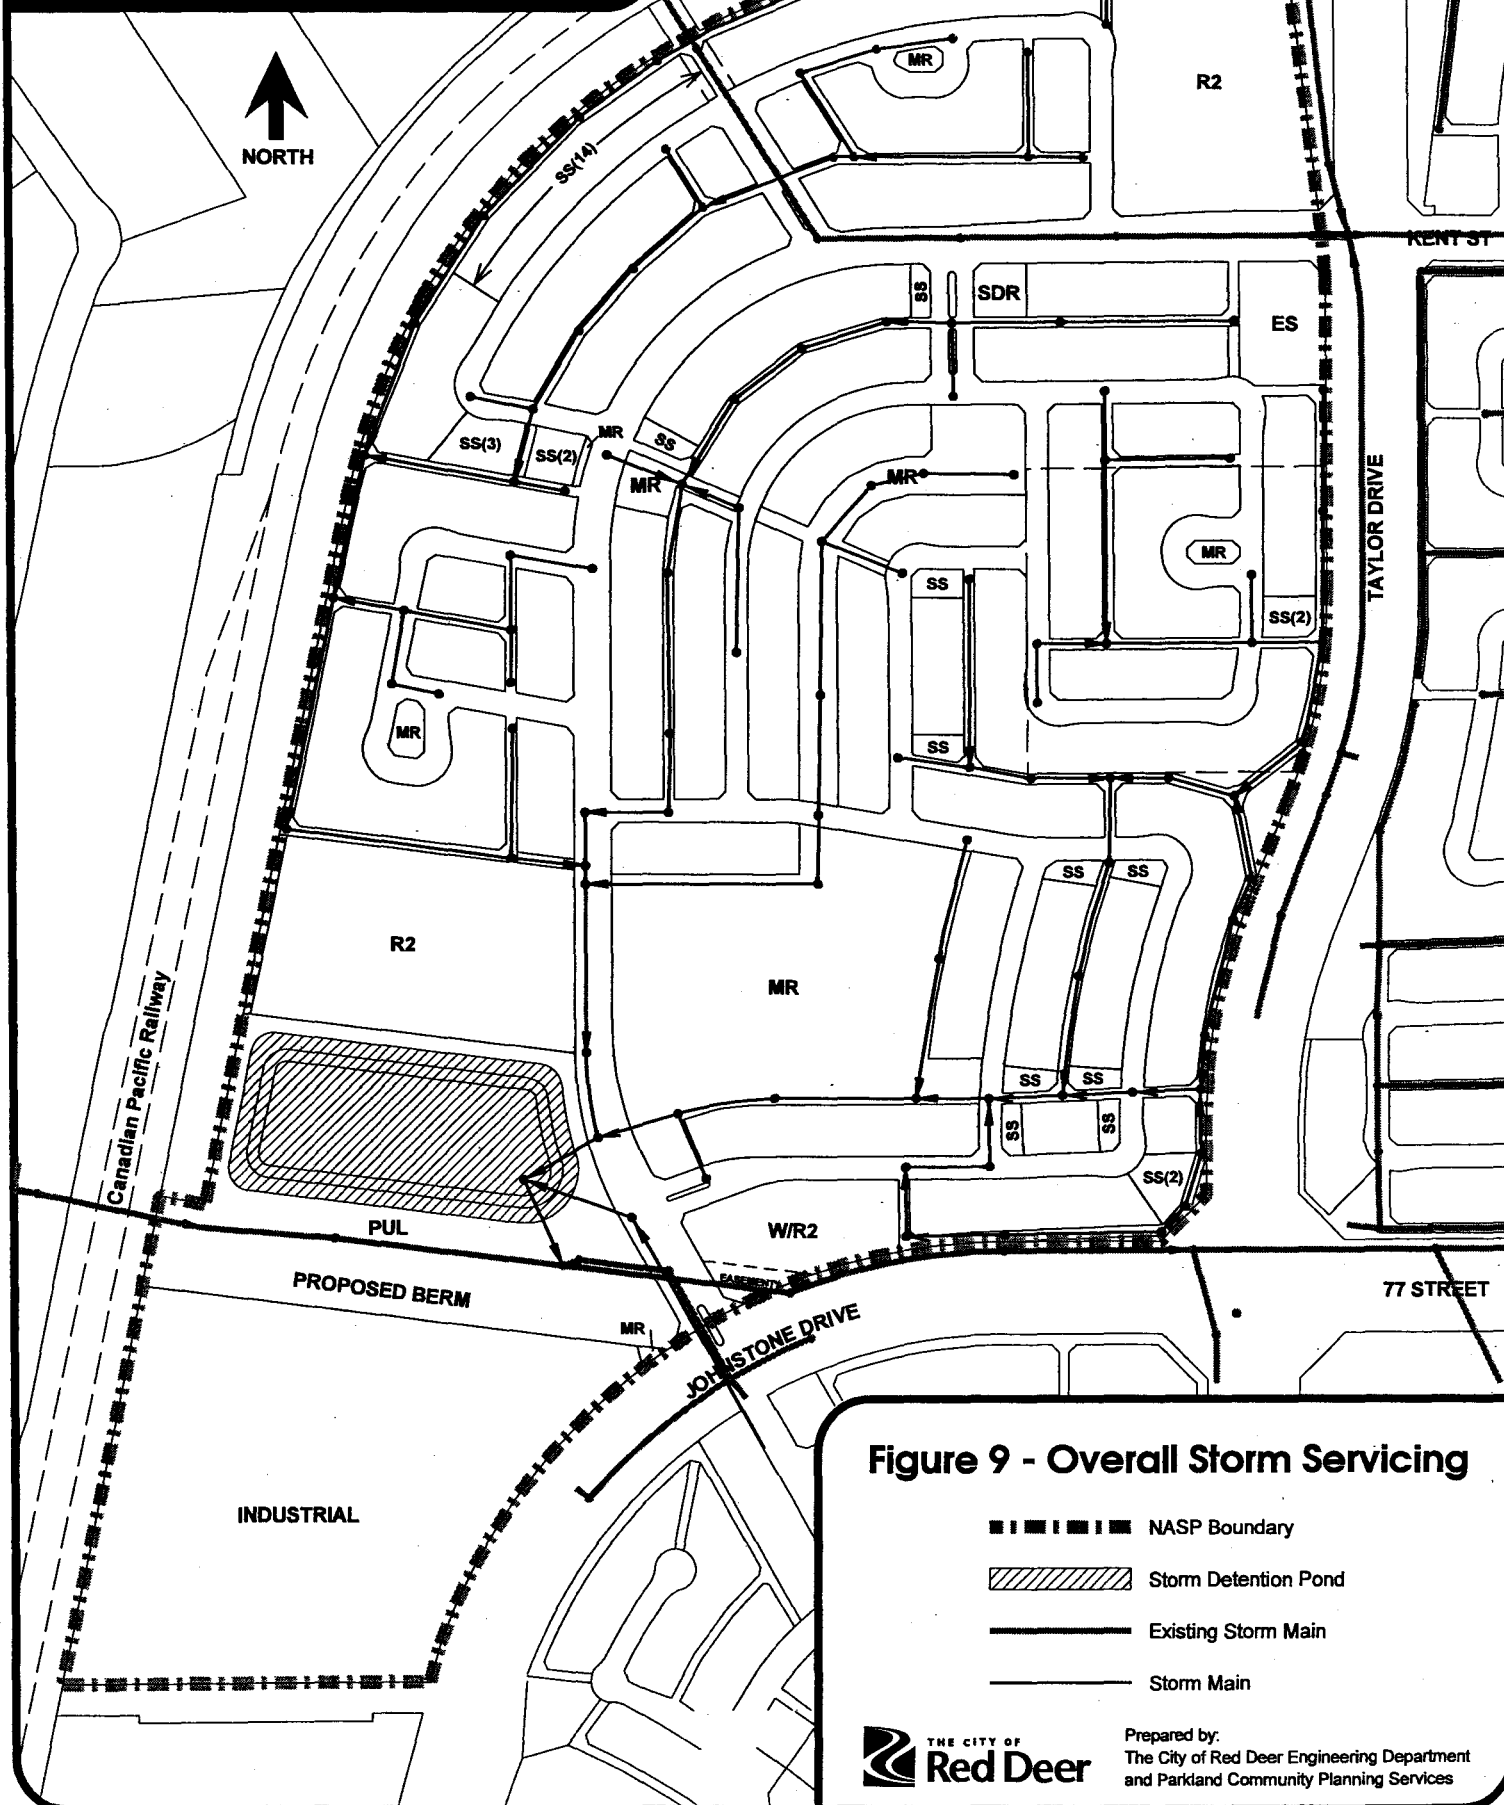 MR
R2
NORTH
SS(14)
KENT ST
SS
SDR
ES
SS(3)
SS(2)
MR
SS
MR
MR
TAYLOR DRIVE
MR
SS
SS(2)
MR
SS
SS
SS
R2
MR
Canadian Pacific Railway
SS
SS
SS
SS
SS(2)
PUL
W/R2
EASEMENT
PROPOSED BERM
77 STREET
MR
JOHNSTONE DRIVE
INDUSTRIAL
Figure 9 - Overall Storm Servicing
NASP Boundary
Storm Detention Pond
Existing Storm Main
Storm Main
THE CITY OF
Red Deer
Prepared by:
The City of Red Deer Engineering Department
and Parkland Community Planning Services